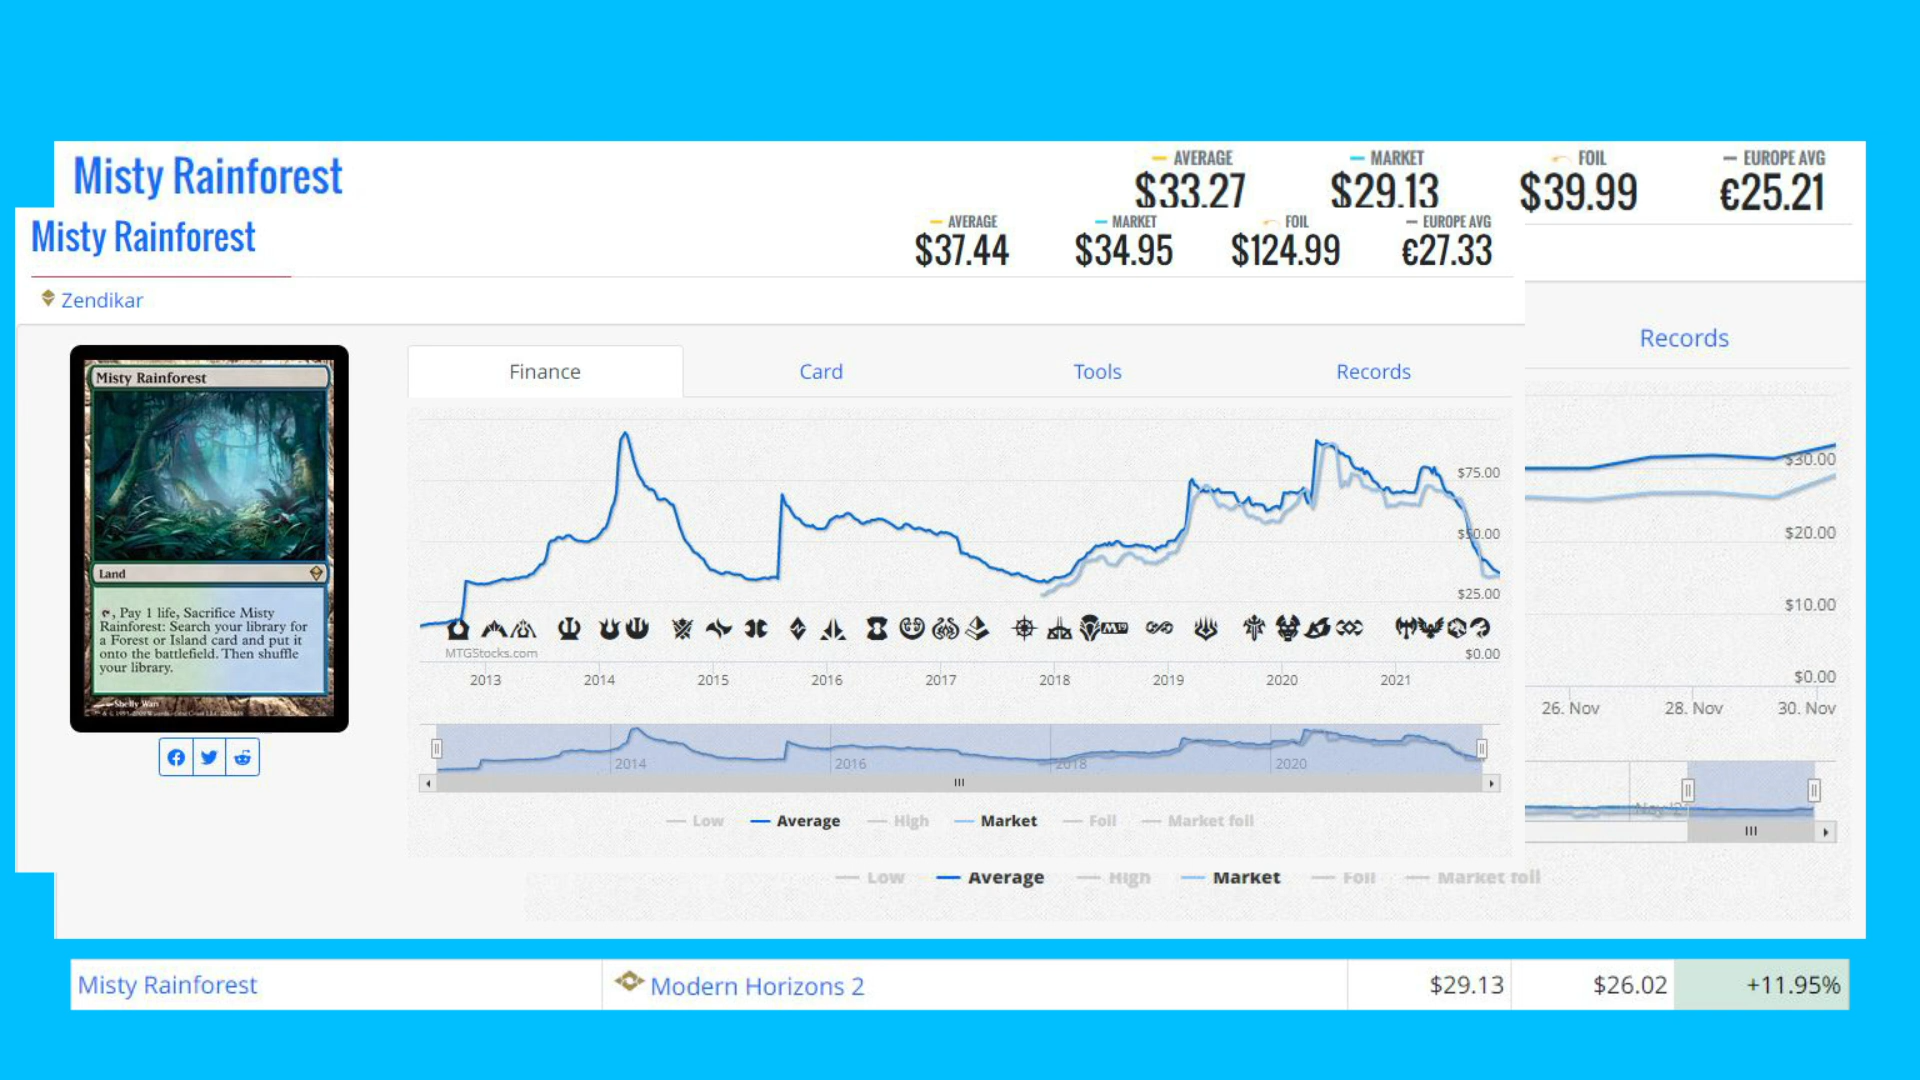 Misty Rainforest
AVERAGE MARKET FOIL EUROPE AVG
$33.27 $29.13 $39.99 €25.21
Misty Rainforest
AVERAGE MARKET FOIL EUROPE AVG
$37.44 $34.95 $124.99 €27.33
Zendikar
Records
Finance Card Tools Records
Misty Rainforest
Land
, Pay 1 life, Sacrifice Misty
Rainforest: Search your library for
a Forest or Island card and put it
onto the battlefield. Then shuffle
your library.
Shelly Wan
$75.00
$50.00
$25.00
$0.00
MTGStocks.com
2013 2014 2015 2016 2017 2018 2019 2020 2021
2014 2016 2018 2020
Low Average High Market Foil Market foil
$30.00
$20.00
$10.00
$0.00
26. Nov 28. Nov 30. Nov
Low Average High Market Foil Market foil
Misty Rainforest Modern Horizons 2 $29.13 $26.02 +11.95%